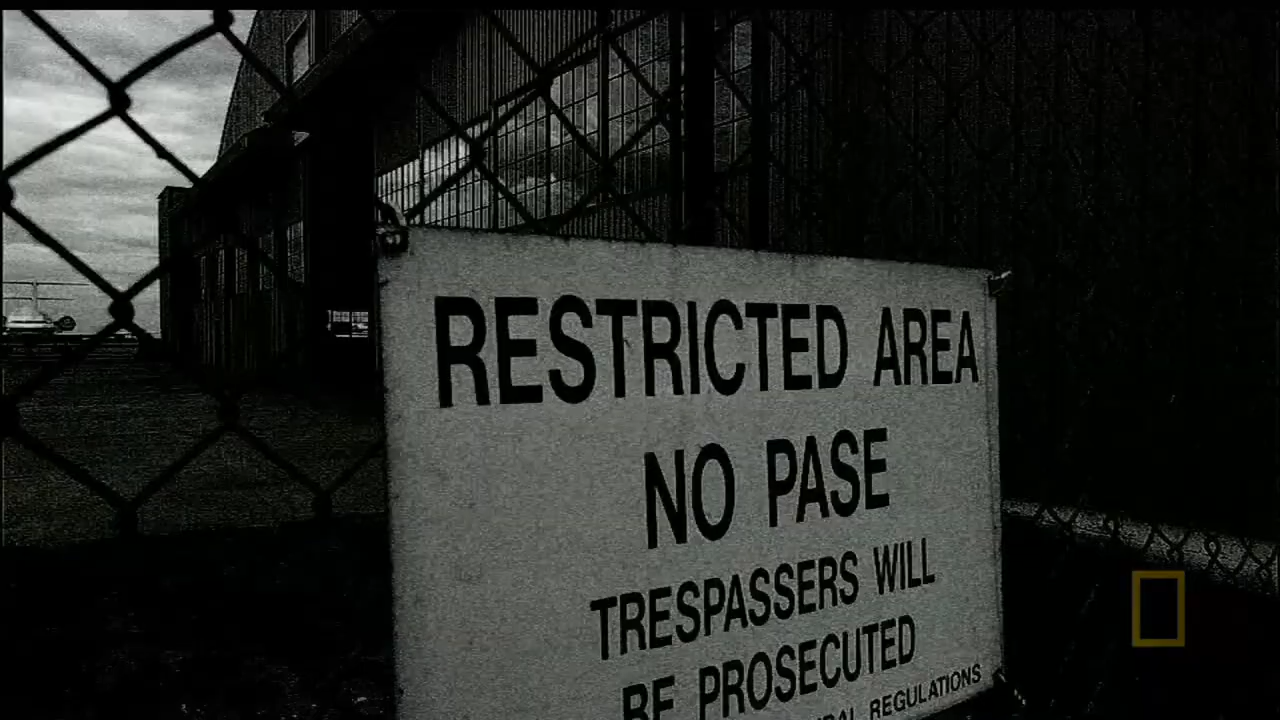 RESTRICTED AREA
NO PASE
TRESPASSERS WILL
BE PROSECUTED
REGULATIONS